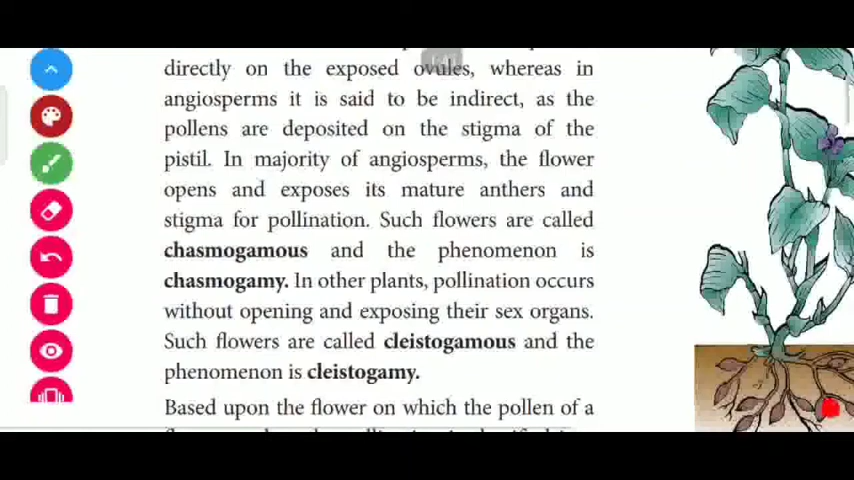 directly on the exposed ovules, whereas in
angiosperms it is said to be indirect, as the
pollens are deposited on the stigma of the
pistil. In majority of angiosperms, the flower
opens and exposes its mature anthers and
stigma for pollination. Such flowers are called
chasmogamous and the phenomenon is
chasmogamy. In other plants, pollination occurs
without opening and exposing their sex organs.
Such flowers are called cleistogamous and the
phenomenon is cleistogamy.
Based upon the flower on which the pollen of a